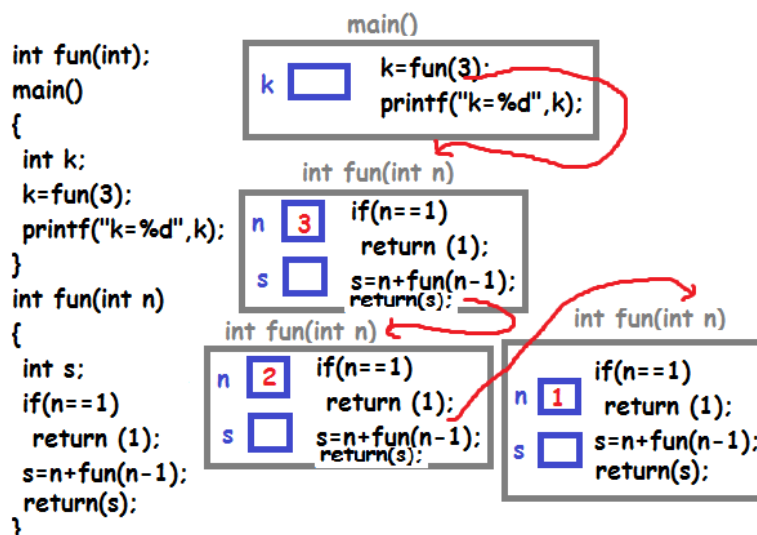 int fun(int);
main()
{
int k;
k=fun(3);
printf("k=%d",k);
}
int fun(int n)
{
int s;
if(n==1)
return (1);
s=n+fun(n-1);
return(s);
}
main()
k
k=fun(3);
printf("k=%d",k);
int fun(int n)
n 3
s
if(n==1)
return (1);
s=n+fun(n-1);
return(s);
int fun(int n)
n 2
s
if(n==1)
return (1);
s=n+fun(n-1);
return(s);
int fun(int n)
n 1
s
if(n==1)
return (1);
s=n+fun(n-1);
return(s);